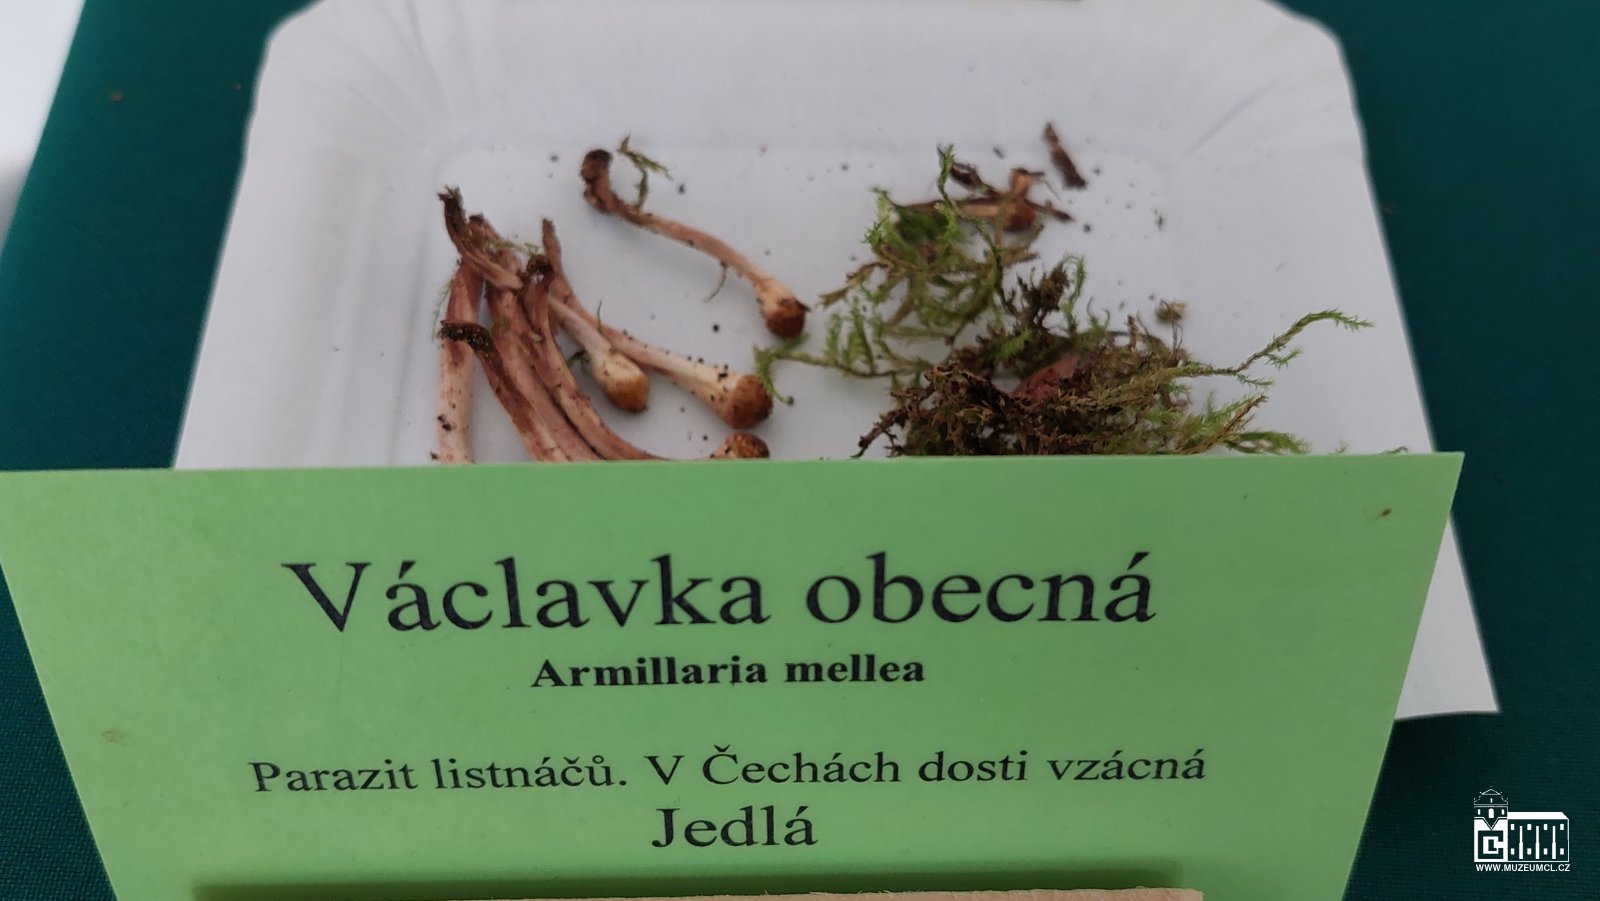 Václavka obecná
Armillaria mellea
Parazit listnáčů. V Čechách dosti vzácná
Jedlá
WWW.MUZEUMCL.CZ